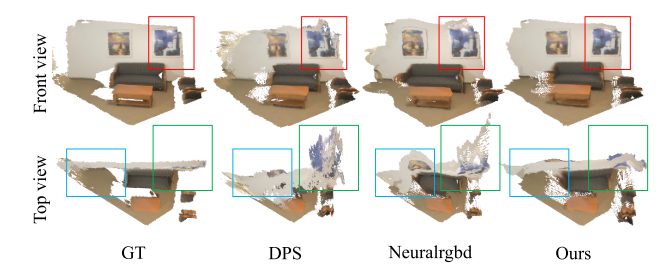 Front view
Top view
GT DPS Neuralrgbd Ours